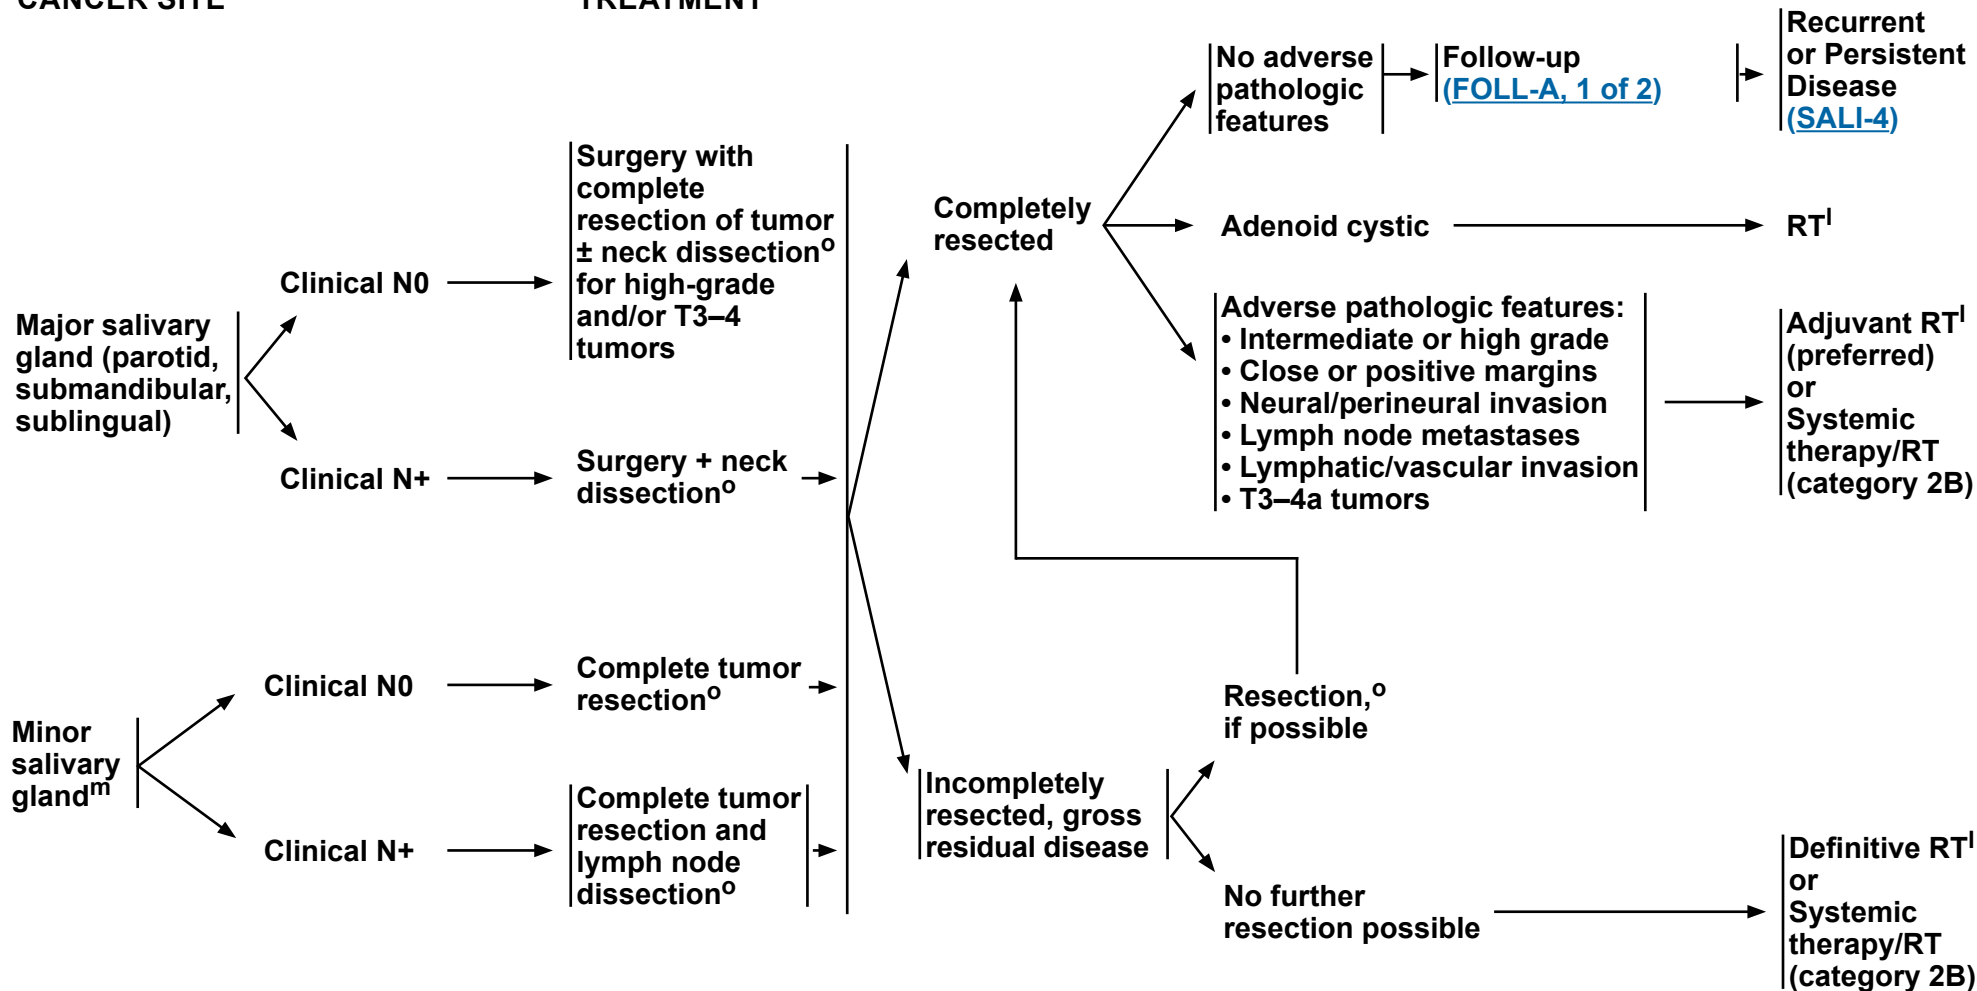 CANCER SITE
TREATMENT
Major salivary
gland (parotid,
submandibular,
sublingual)
Clinical N0
Surgery with
complete
resection of tumor
± neck dissectionᵒ
for high-grade
and/or T3–4
tumors
Clinical N+
Surgery + neck
dissectionᵒ
Minor
salivary
glandᵐ
Clinical N0
Complete tumor
resectionᵒ
Clinical N+
Complete tumor
resection and
lymph node
dissectionᵒ
Completely
resected
No adverse
pathologic
features
Follow-up
(FOLL-A, 1 of 2)
Recurrent
or Persistent
Disease
(SALI-4)
Adenoid cystic
RTˡ
Adverse pathologic features:
• Intermediate or high grade
• Close or positive margins
• Neural/perineural invasion
• Lymph node metastases
• Lymphatic/vascular invasion
• T3–4a tumors
Adjuvant RTˡ
(preferred)
or
Systemic
therapy/RT
(category 2B)
Incompletely
resected, gross
residual disease
Resection,ᵒ
if possible
No further
resection possible
Definitive RTˡ
or
Systemic
therapy/RT
(category 2B)